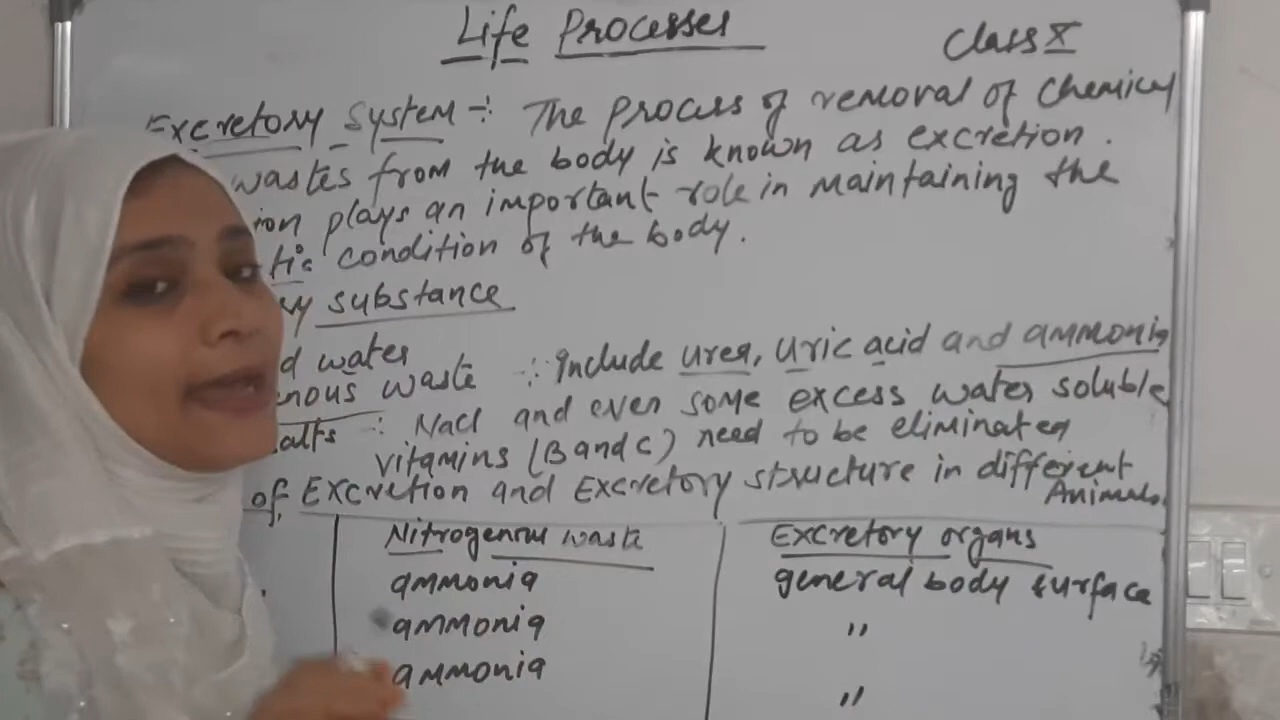 Life Processes
Class X
Excretory System -: The process of removal of chemical
wastes from the body is known as excretion.
plays an important role in maintaining the
condition of the body.
substance
water
waste -: Include urea, uric acid and ammonia
: Nacl and even some excess water soluble
vitamins (B and C) need to be eliminated
of Excretion and Excretory structure in different
Animals.
Nitrogenous waste
Excretory organs
ammonia
general body surface
ammonia
"
ammonia
"